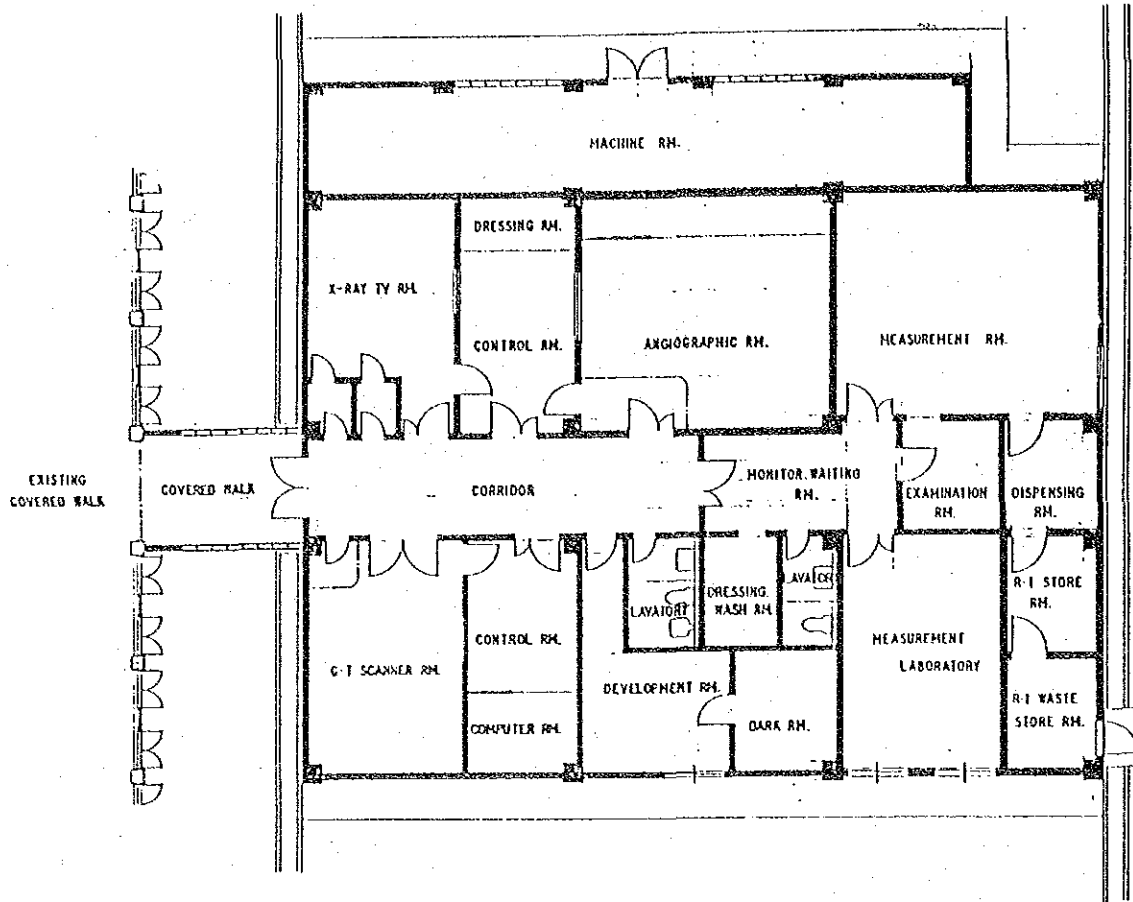 MACHINE RM.
DRESSING RM.
X-RAY TV RM.
CONTROL RM.
ANGIOGRAPHIC RM.
MEASUREMENT RM.
EXISTING
COVERED WALK
COVERED WALK
CORRIDOR
MONITOR. WAITING
RM.
EXAMINATION
RM.
DISPENSING
RM.
LAVATORY
DRESSING.
WASH RM.
LAVATOR
R-I STORE
RM.
C-T SCANNER RM.
CONTROL RM.
MEASUREMENT
LABORATORY
DEVELOPMENT RM.
COMPUTER RM.
DARK RM.
R-I WASTE
STORE RM.